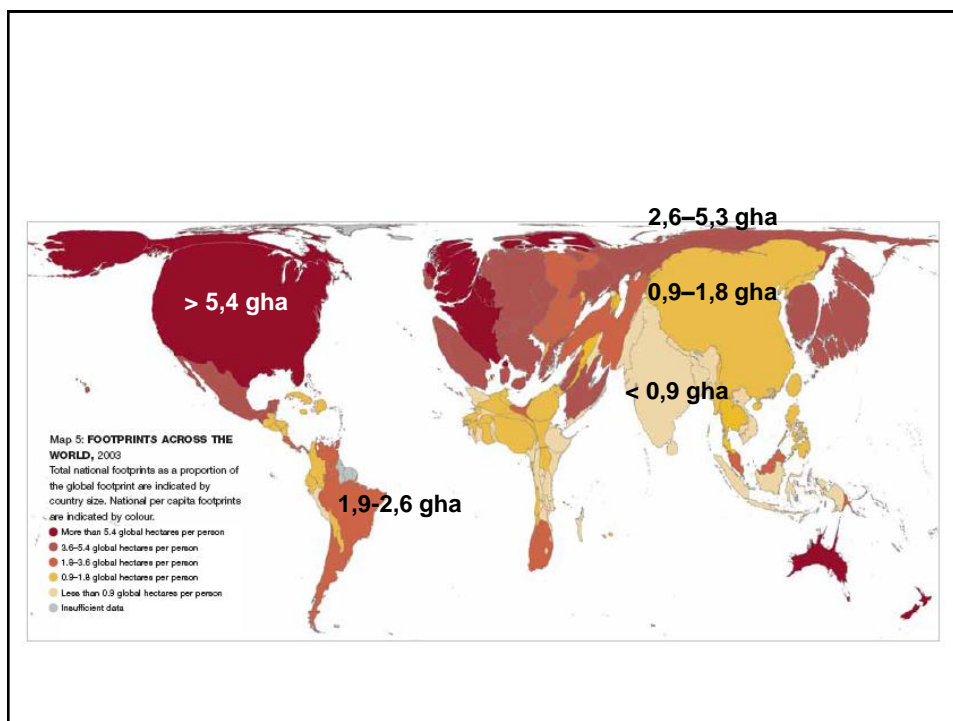 2,6–5,3 gha
> 5,4 gha
0,9–1,8 gha
< 0,9 gha
1,9-2,6 gha
Map 5: FOOTPRINTS ACROSS THE
WORLD, 2003
Total national footprints as a proportion of
the global footprint are indicated by
country size. National per capita footprints
are indicated by colour.
More than 5.4 global hectares per person
3.6–5.4 global hectares per person
1.8–3.6 global hectares per person
0.9–1.8 global hectares per person
Less than 0.9 global hectares per person
Insufficient data